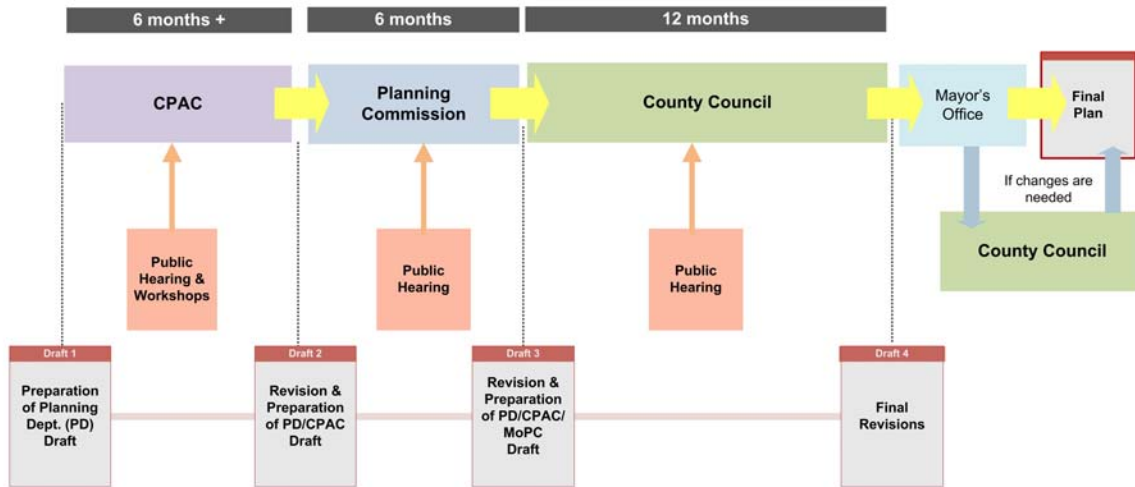 6 months +
6 months
12 months
CPAC
Planning
Commission
County Council
Mayor's
Office
Final
Plan
If changes are
needed
County Council
Public
Hearing &
Workshops
Public
Hearing
Public
Hearing
Draft 1
Preparation
of Planning
Dept. (PD)
Draft
Draft 2
Revision &
Preparation
of PD/CPAC
Draft
Draft 3
Revision &
Preparation
of PD/CPAC/
MoPC
Draft
Draft 4
Final
Revisions